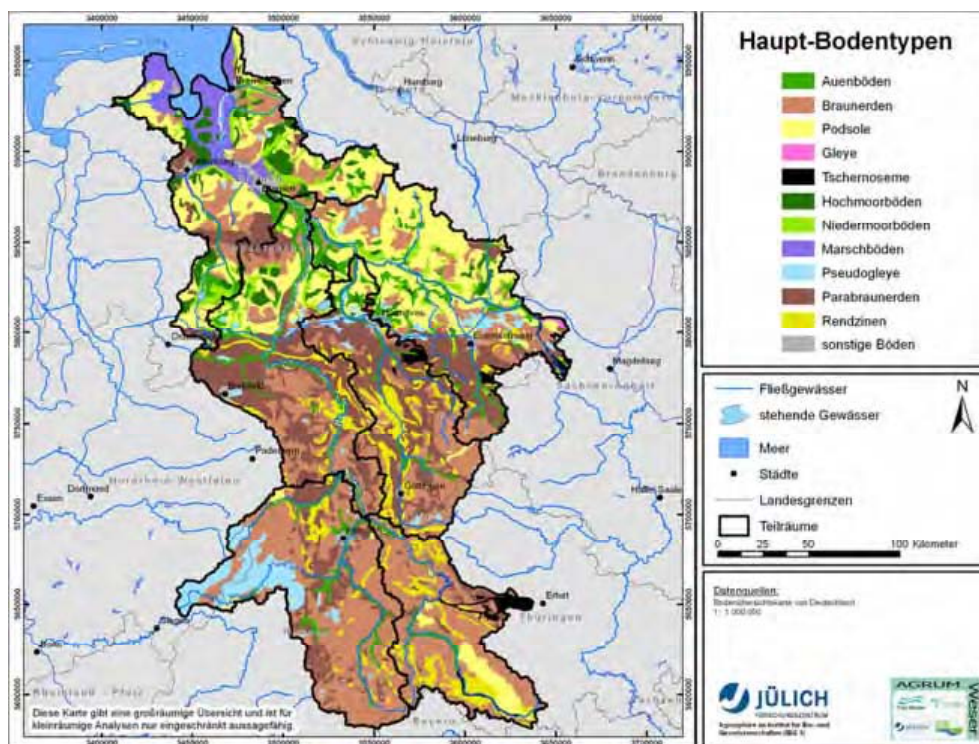 3400000 3450000 3500000 3550000 3600000 3650000 3700000
Schleswig-Holstein
Schwerin
Hamburg
Mecklenburg-Vorpommern
Lüneburg
Brandenburg
Magdeburg
Sachsen-Anhalt
Bielefeld
Paderborn
Nordrhein-Westfalen
Dortmund
Essen
Göttingen
Halle/Saale
Erfurt
Thüringen
Siegen
Köln
Rheinland - Pfalz
Bayern
Diese Karte gibt eine großräumige Übersicht und ist für
kleinräumige Analysen nur eingeschränkt aussagefähig.
Haupt-Bodentypen
Auenböden
Braunerden
Podsole
Gleye
Tschernoseme
Hochmoorböden
Niedermoorböden
Marschböden
Pseudogleye
Parabraunerden
Rendzinen
sonstige Böden
Fließgewässer
stehende Gewässer
Meer
Städte
Landesgrenzen
Teilräume
N
0 25 50 100 Kilometer
Datenquellen:
Bodenübersichtskarte von Deutschland
1: 1 000 000
JÜLICH
FORSCHUNGSZENTRUM
AGRUM